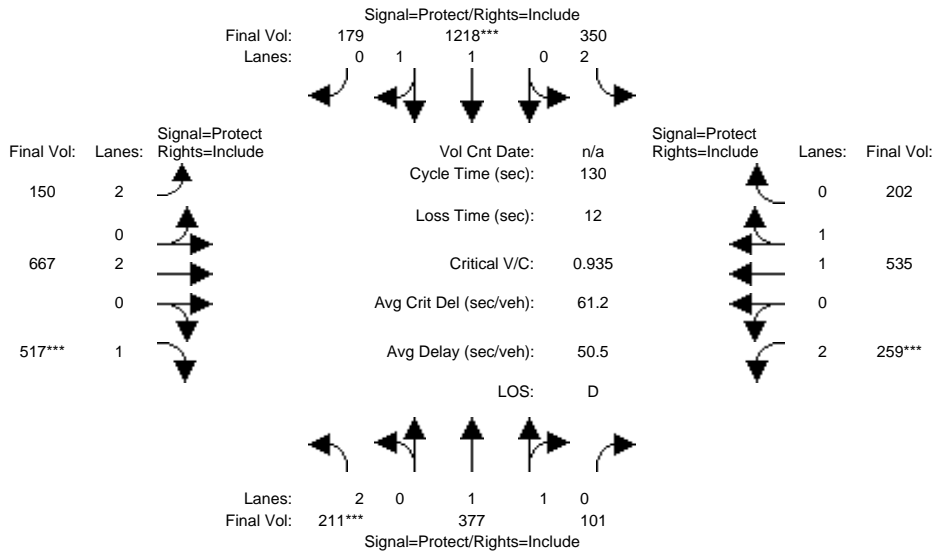 Signal=Protect/Rights=Include
Final Vol: 179 1218*** 350
Lanes: 0 1 1 0 2
Signal=Protect
Final Vol: Lanes: Rights=Include
Vol Cnt Date: n/a
Signal=Protect
Rights=Include Lanes: Final Vol:
Cycle Time (sec): 130
150 2
0 202
Loss Time (sec): 12
0
1
667 2
Critical V/C: 0.935
1 535
0
Avg Crit Del (sec/veh): 61.2
0
517*** 1
Avg Delay (sec/veh): 50.5
2 259***
LOS: D
Lanes: 2 0 1 1 0
Final Vol: 211*** 377 101
Signal=Protect/Rights=Include